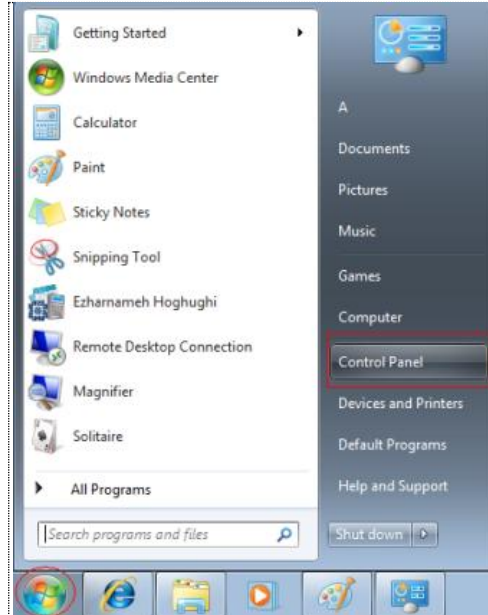 Getting Started
Windows Media Center
Calculator
Paint
Sticky Notes
Snipping Tool
Ezharnameh Hoghughi
Remote Desktop Connection
Magnifier
Solitaire
All Programs
Search programs and files
A
Documents
Pictures
Music
Games
Computer
Control Panel
Devices and Printers
Default Programs
Help and Support
Shut down